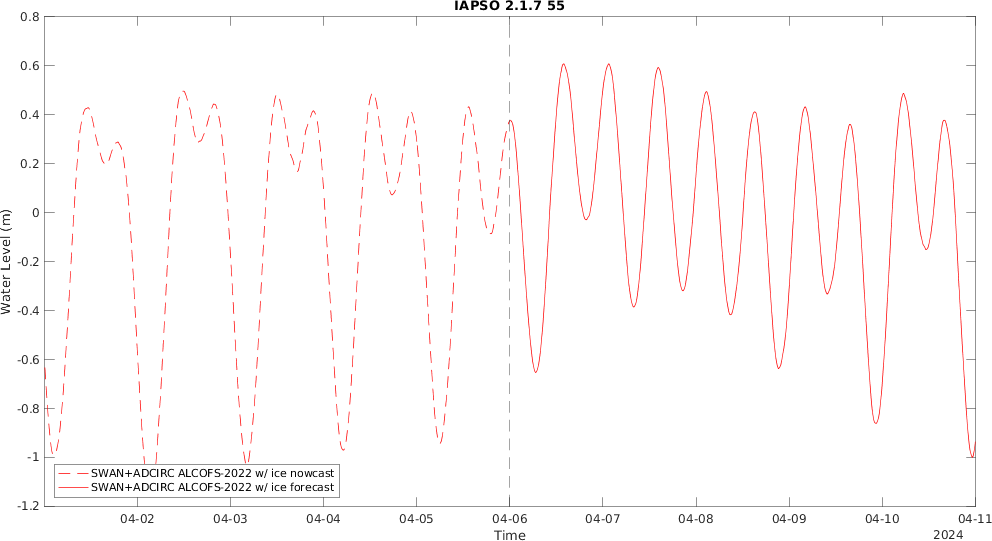 IAPSO 2.1.7 55
0.8
0.6
0.4
0.2
0
-0.2
-0.4
-0.6
-0.8
-1
-1.2
Water Level (m)
SWAN+ADCIRC ALCOFS-2022 w/ ice nowcast
SWAN+ADCIRC ALCOFS-2022 w/ ice forecast
04-02 04-03 04-04 04-05 04-06 04-07 04-08 04-09 04-10 04-11
Time
2024